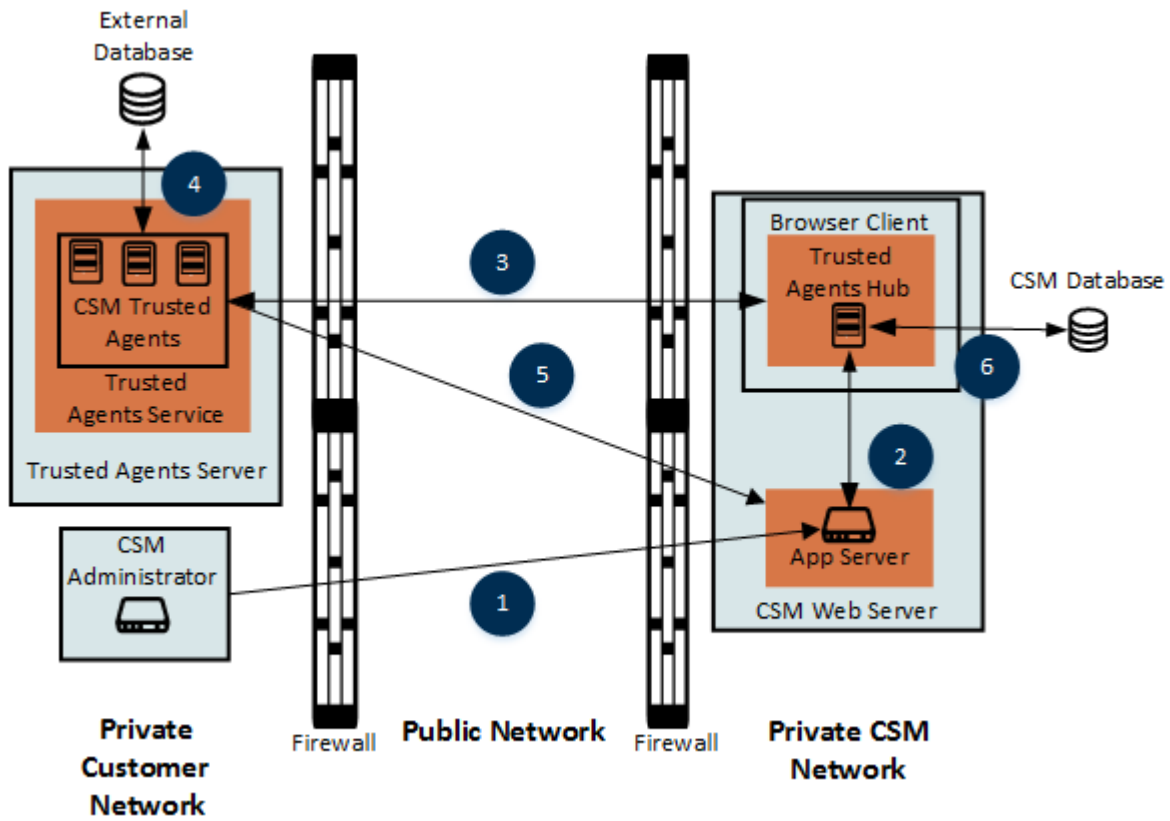 External
Database
4
CSM Trusted
Agents
Trusted
Agents Service
Trusted Agents Server
CSM
Administrator
3
5
1
Browser Client
Trusted
Agents Hub
CSM Database
6
2
App Server
CSM Web Server
Private
Customer
Network
Firewall
Public Network
Firewall
Private CSM
Network